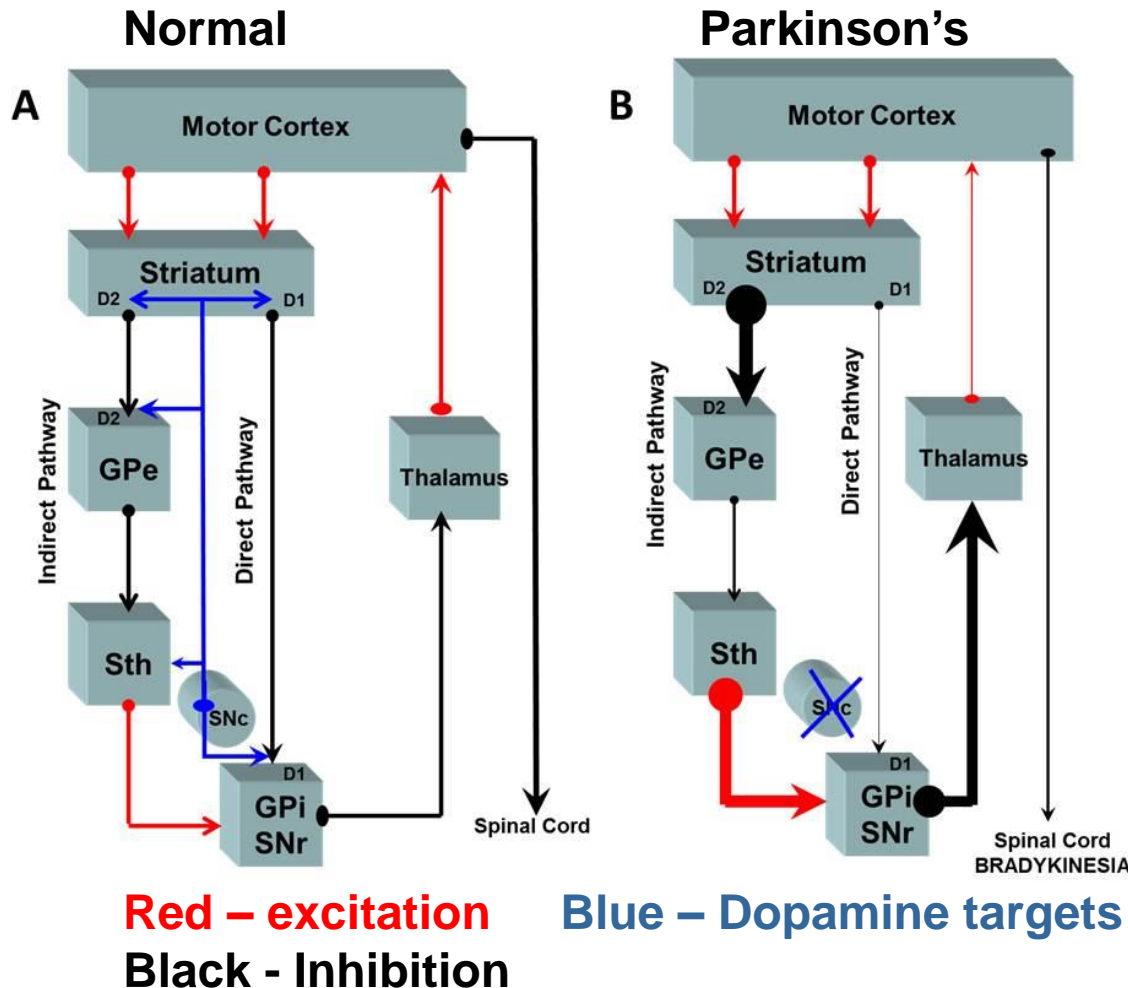 Normal
Parkinson's
A
Motor Cortex
Striatum
D2
D1
Indirect Pathway
D2
GPe
Direct Pathway
Thalamus
Sth
SNc
D1
GPi
SNr
Spinal Cord
B
Motor Cortex
Striatum
D2
D1
Indirect Pathway
D2
GPe
Direct Pathway
Thalamus
Sth
SNc
D1
GPi
SNr
Spinal Cord
BRADYKINESIA
Red – excitation
Blue – Dopamine targets
Black - Inhibition